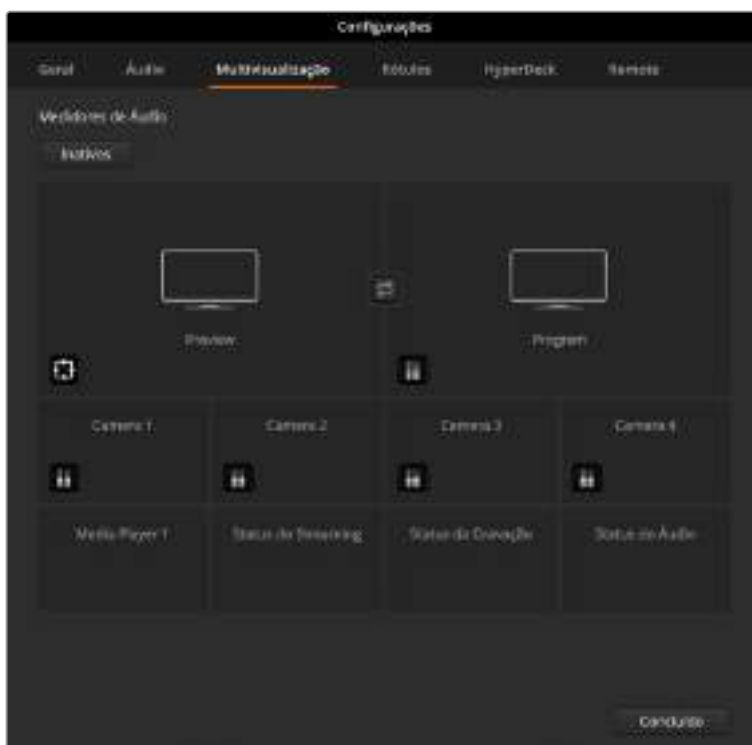 Configurações
Geral Áudio Multivisualização Rótulos HyperDeck Remote
Medidores de Áudio
Inativos
Preview Program
Camera 1 Camera 2 Camera 3 Camera 4
Media Player 1 Status do Streaming Status da Gravação Status do Áudio
Concluído